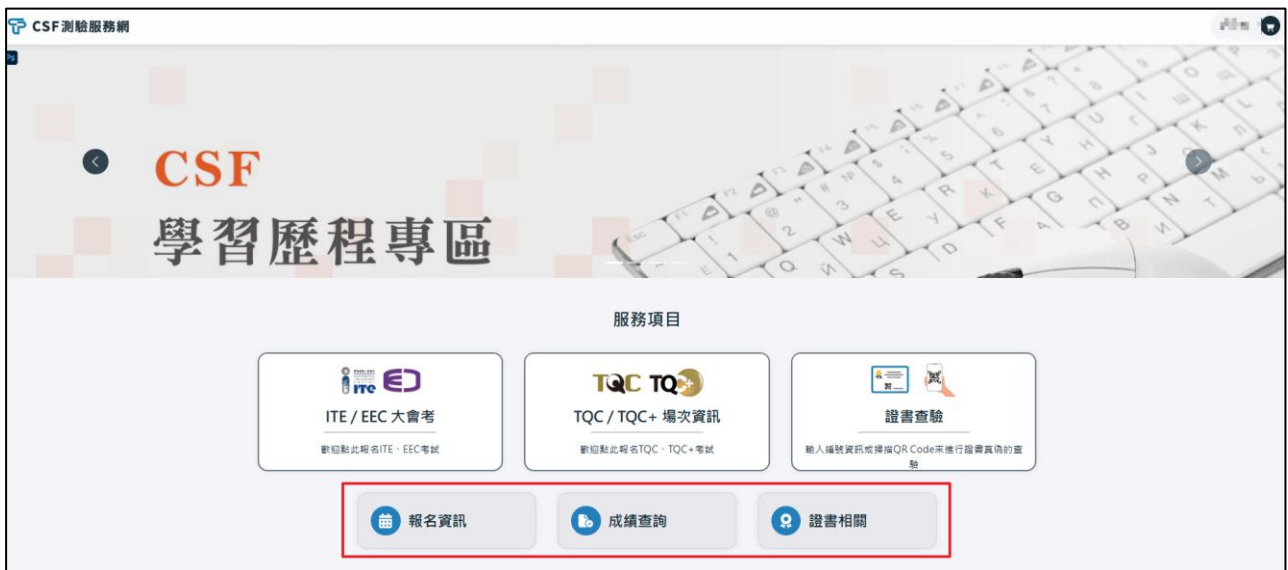 CSF測驗服務網
Ps
CSF
學習歷程專區
服務項目
ITE
ITE / EEC 大會考
歡迎點此報名ITE、EEC考試
TQC TQC+
TQC / TQC+ 場次資訊
歡迎點此報名TQC、TQC+考試
證書查驗
輸入編號資訊或掃描QR Code來進行證書真偽的查
驗
報名資訊
成績查詢
證書相關